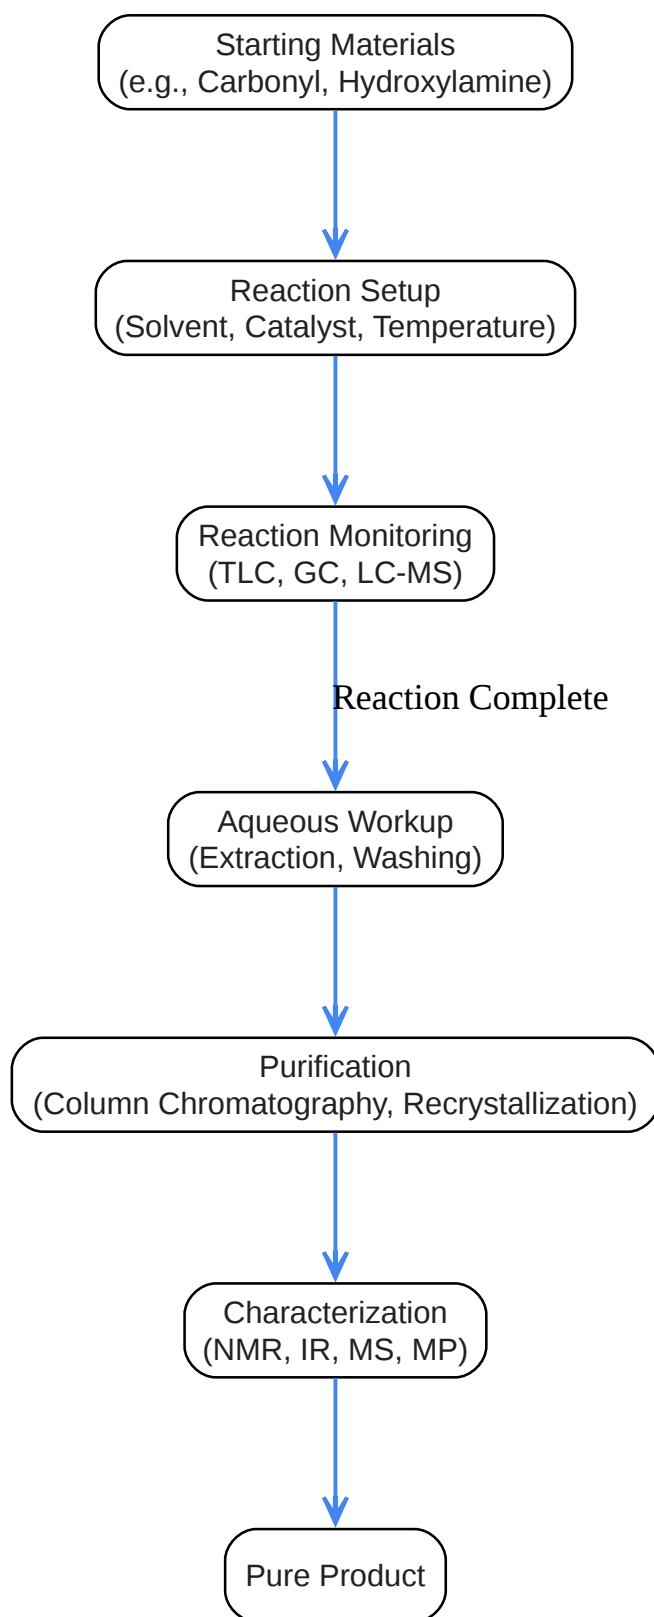 Starting Materials
(e.g., Carbonyl, Hydroxylamine)
Reaction Setup
(Solvent, Catalyst, Temperature)
Reaction Monitoring
(TLC, GC, LC-MS)
Reaction Complete
Aqueous Workup
(Extraction, Washing)
Purification
(Column Chromatography, Recrystallization)
Characterization
(NMR, IR, MS, MP)
Pure Product